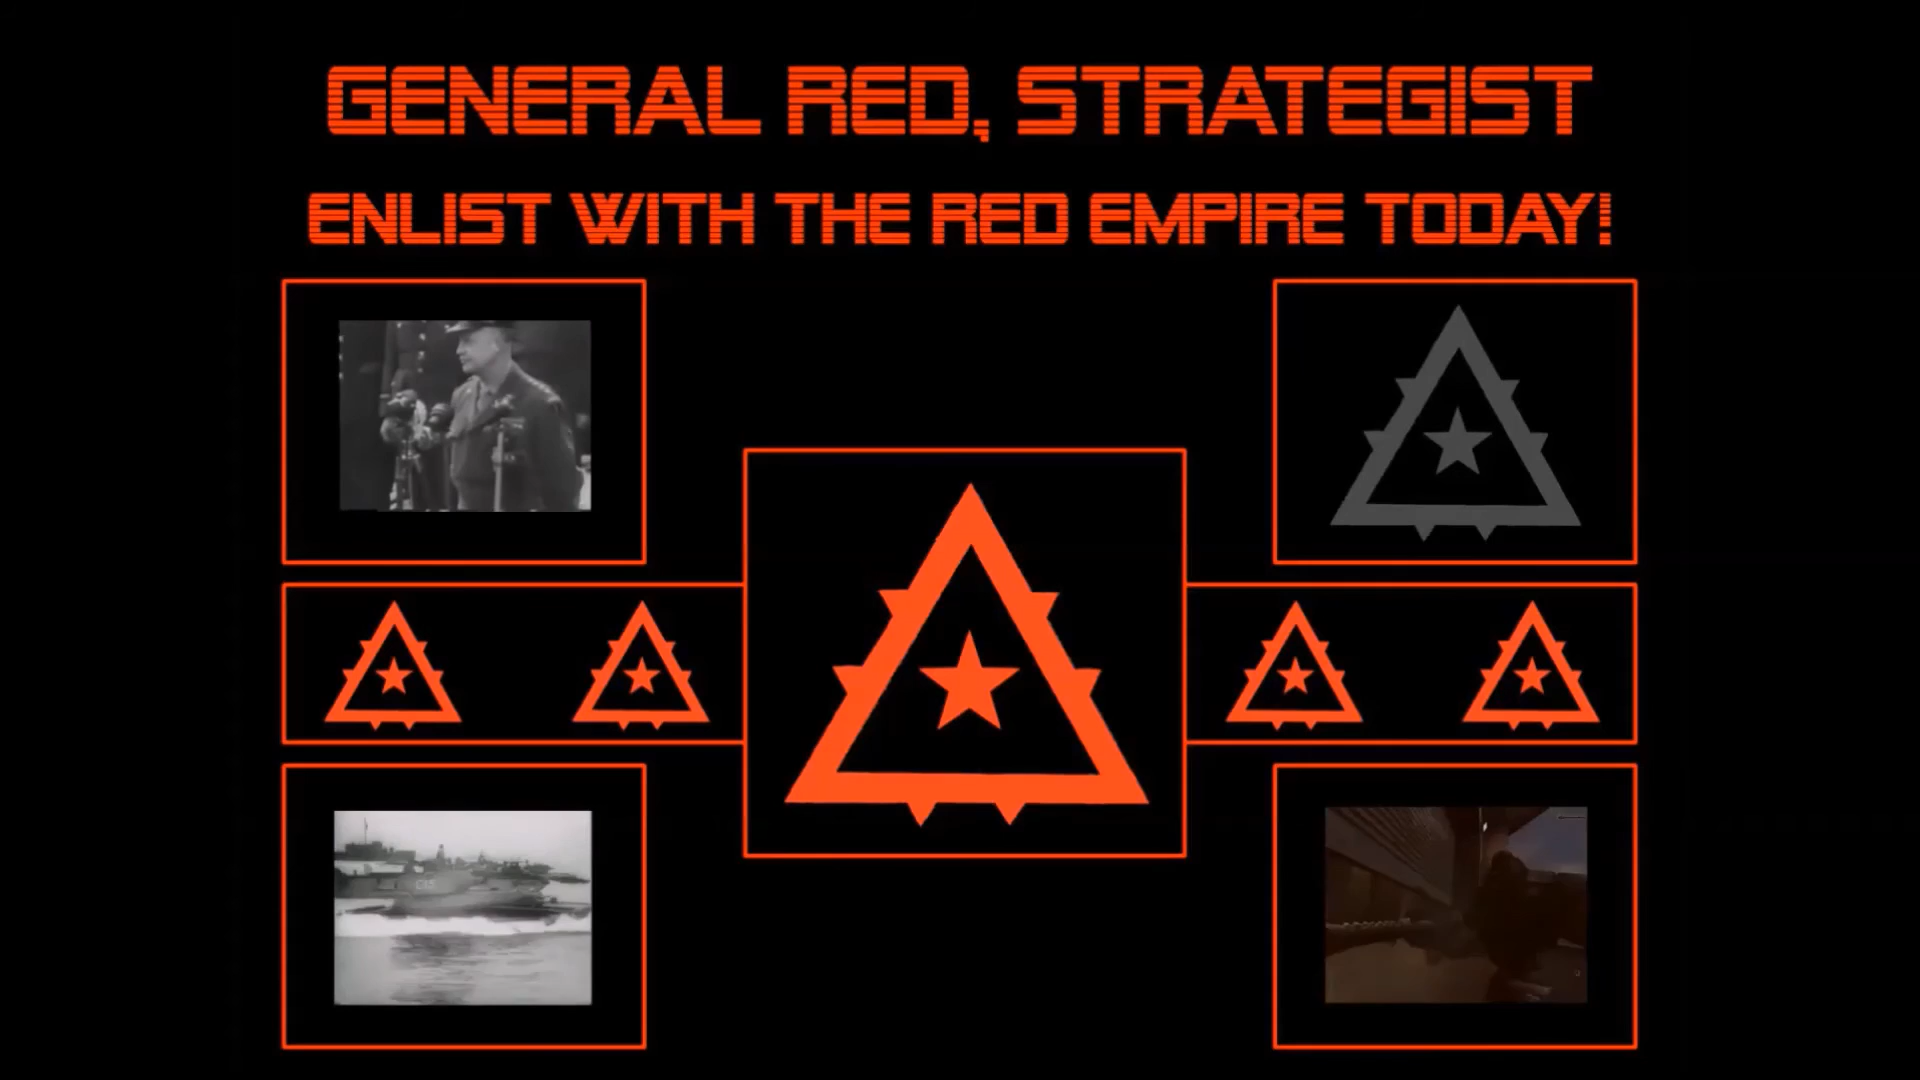 GENERAL RED, STRATEGIST
ENLIST WITH THE RED EMPIRE TODAY!